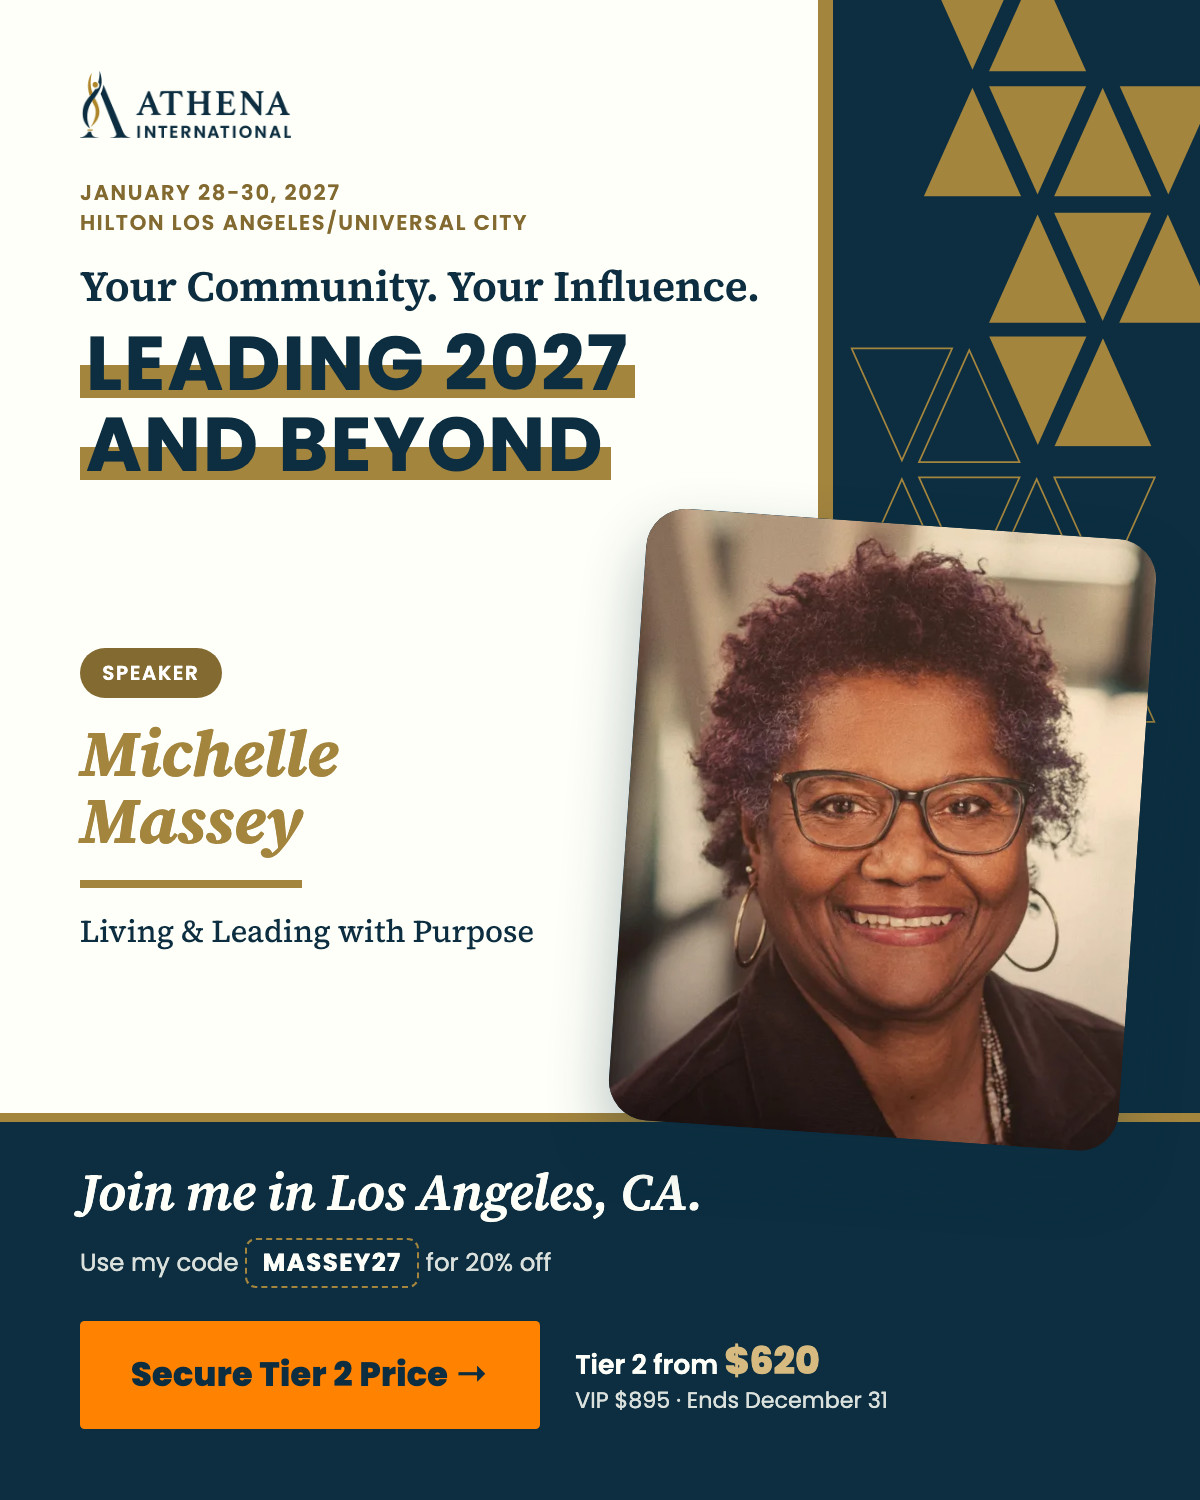 ATHENA
INTERNATIONAL
JANUARY 28-30, 2027
HILTON LOS ANGELES/UNIVERSAL CITY
Your Community. Your Influence.
LEADING 2027
AND BEYOND
SPEAKER
Michelle
Massey
Living & Leading with Purpose
Join me in Los Angeles, CA.
Use my code MASSEY27 for 20% off
Secure Tier 2 Price →
Tier 2 from $620
VIP $895 · Ends December 31